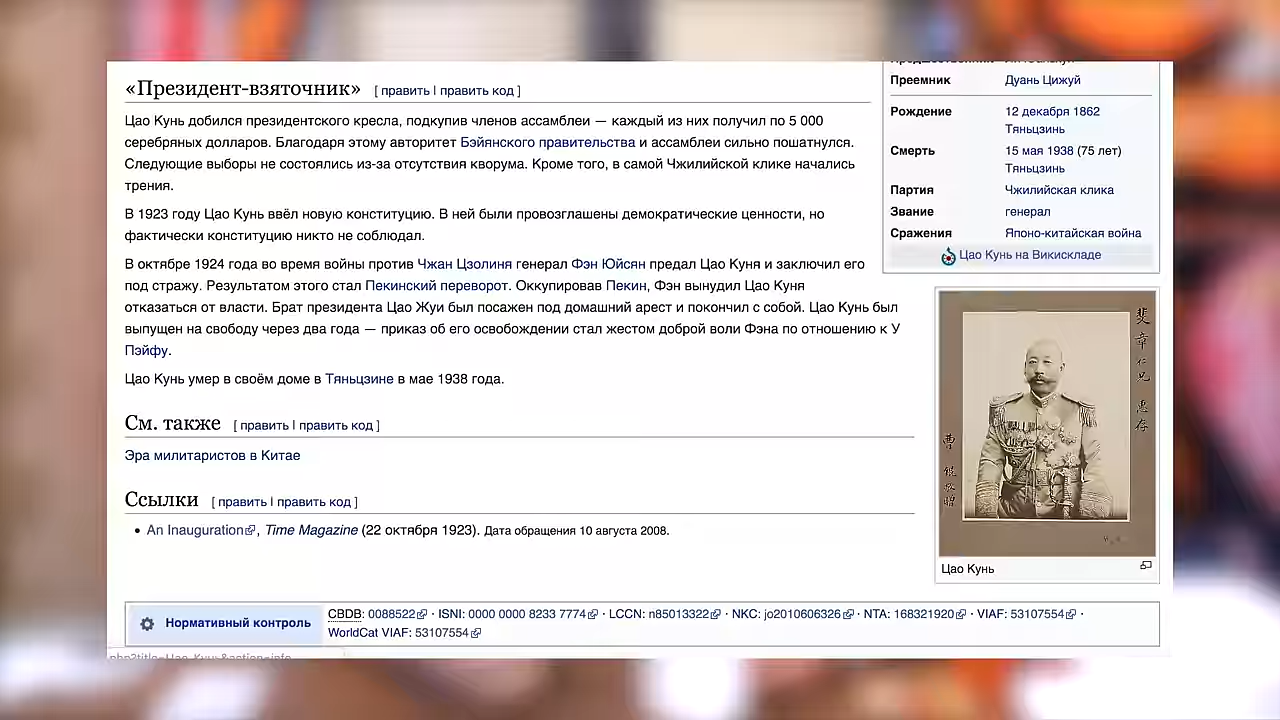 «Президент-взяточник» [ править | править код ]
Цао Кунь добился президентского кресла, подкупив членов ассамблеи — каждый из них получил по 5 000
серебряных долларов. Благодаря этому авторитет Бэйянского правительства и ассамблеи сильно пошатнулся.
Следующие выборы не состоялись из-за отсутствия кворума. Кроме того, в самой Чжилийской клике начались
трения.
В 1923 году Цао Кунь ввёл новую конституцию. В ней были провозглашены демократические ценности, но
фактически конституцию никто не соблюдал.
В октябре 1924 года во время войны против Чжан Цзолиня генерал Фэн Юйсян предал Цао Куня и заключил его
под стражу. Результатом этого стал Пекинский переворот. Оккупировав Пекин, Фэн вынудил Цао Куня
отказаться от власти. Брат президента Цао Жуи был посажен под домашний арест и покончил с собой. Цао Кунь был
выпущен на свободу через два года — приказ об его освобождении стал жестом доброй воли Фэна по отношению к У
Пэйфу.
Цао Кунь умер в своём доме в Тяньцзине в мае 1938 года.
См. также [ править | править код ]
Эра милитаристов в Китае
Ссылки [ править | править код ]
• An Inauguration, Time Magazine (22 октября 1923). Дата обращения 10 августа 2008.
Преемник Дуань Цижуй
Рождение 12 декабря 1862
Тяньцзинь
Смерть 15 мая 1938 (75 лет)
Тяньцзинь
Партия Чжилийская клика
Звание генерал
Сражения Японо-китайская война
Цао Кунь на Викискладе
Цао Кунь
Нормативный контроль
CBDB: 0088522 · ISNI: 0000 0000 8233 7774 · LCCN: n85013322 · NKC: jo2010606326 · NTA: 168321920 · VIAF: 53107554 ·
WorldCat VIAF: 53107554